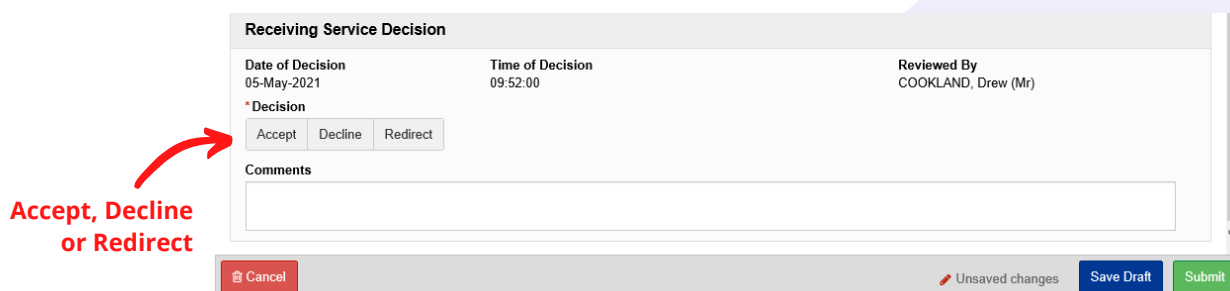 Receiving Service Decision
Date of Decision Time of Decision Reviewed By
05-May-2021 09:52:00 COOKLAND, Drew (Mr)
* Decision
Accept Decline Redirect
Comments
Accept, Decline
or Redirect
Cancel Unsaved changes Save Draft Submit